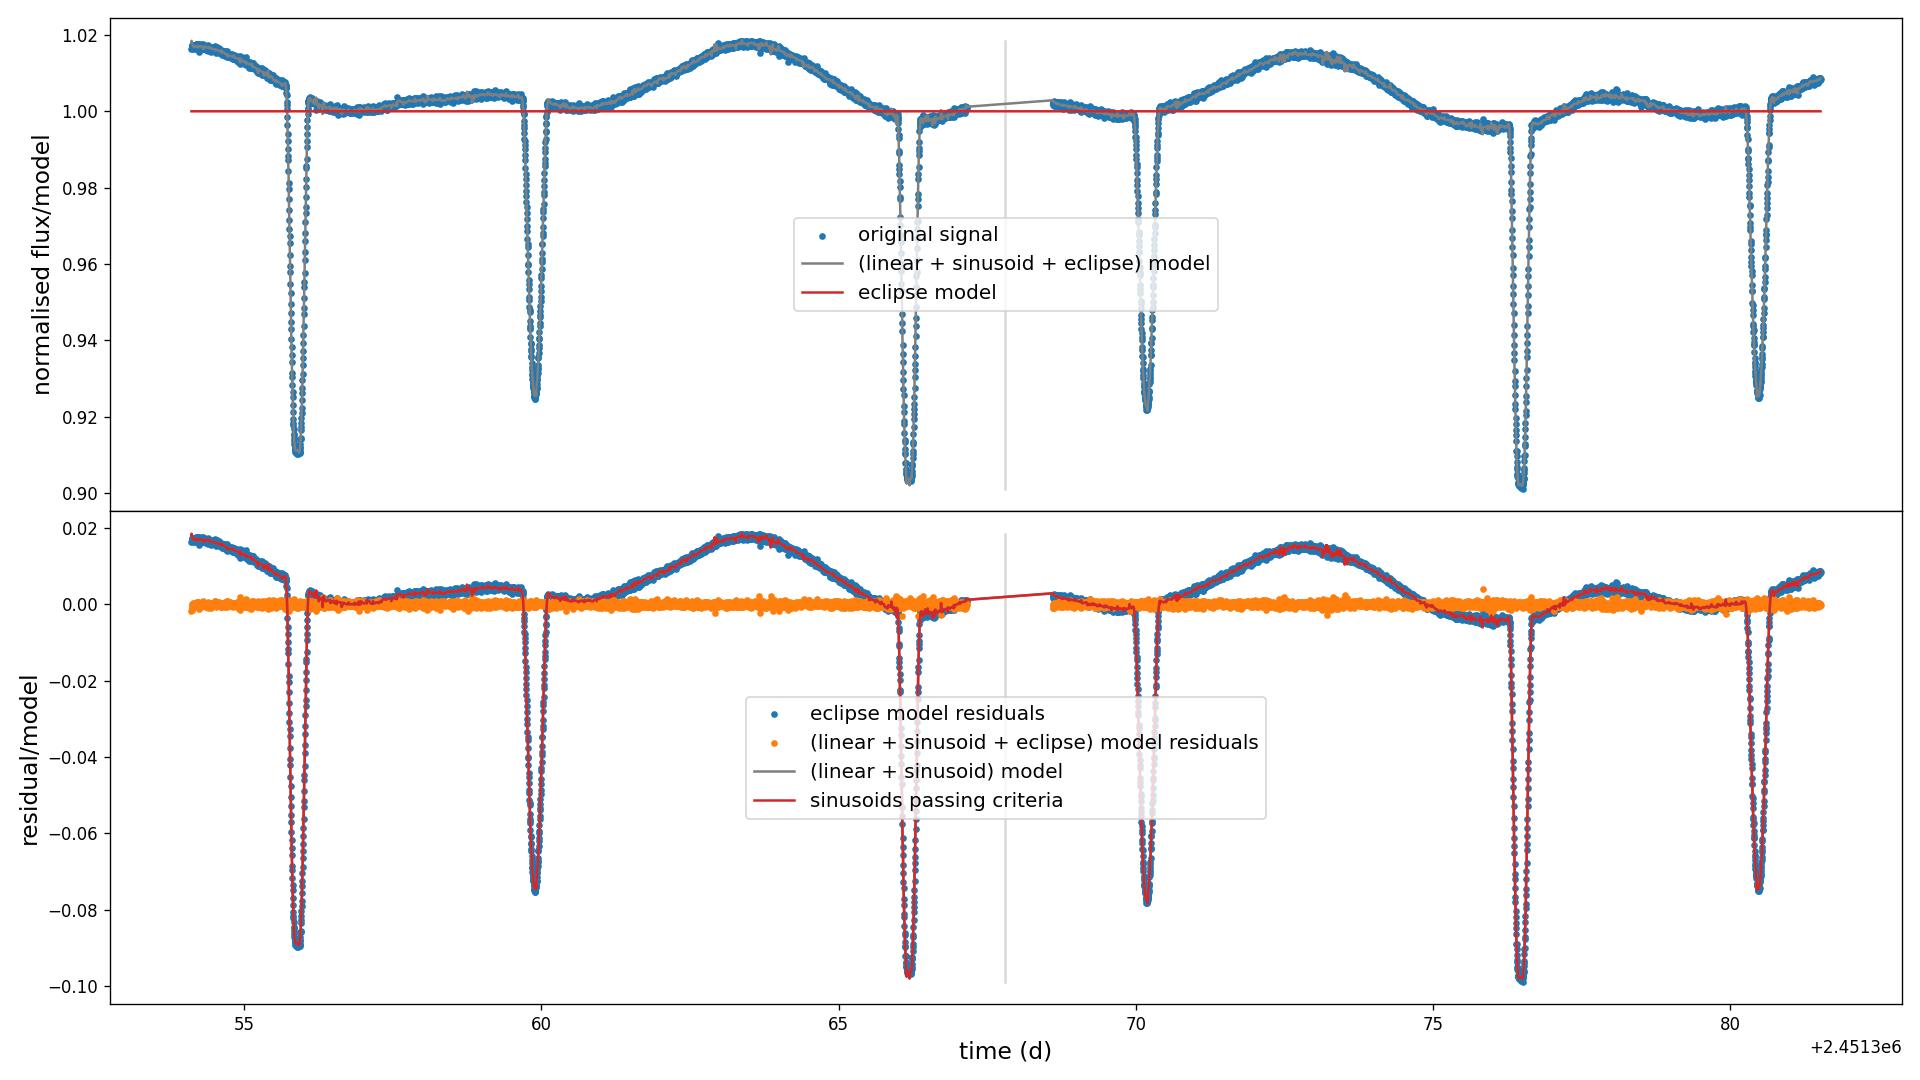 1.02
1.00
0.98
0.96
0.94
0.92
0.90
normalised flux/model
original signal
(linear + sinusoid + eclipse) model
eclipse model
0.02
0.00
−0.02
−0.04
−0.06
−0.08
−0.10
residual/model
eclipse model residuals
(linear + sinusoid + eclipse) model residuals
(linear + sinusoid) model
sinusoids passing criteria
55 60 65 70 75 80
time (d)
+2.4513e6